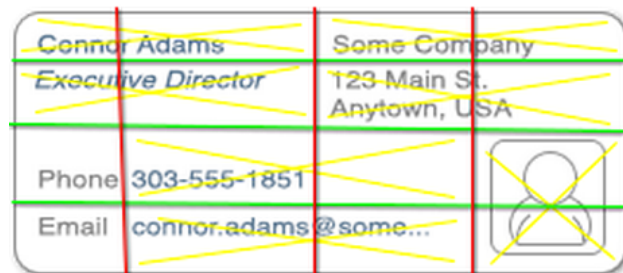 Connor Adams
Executive Director
Some Company
123 Main St.
Anytown, USA
Phone 303-555-1851
Email connor.adams@some...